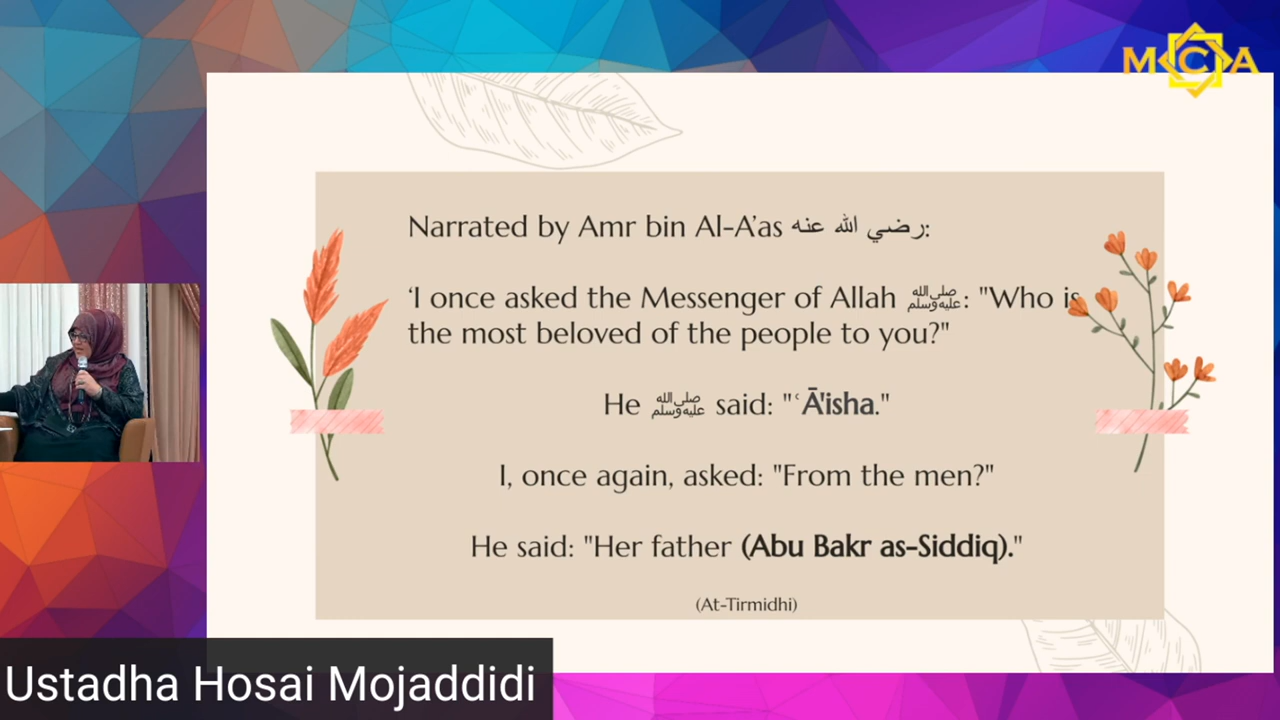 MCA
Narrated by Amr bin Al-A'as رضي الله عنه:
‘I once asked the Messenger of Allah ﷺ: "Who is
the most beloved of the people to you?"
He ﷺ said: "ʿĀ'isha."
I, once again, asked: "From the men?"
He said: "Her father (Abu Bakr as-Siddiq)."
(At-Tirmidhi)
Ustadha Hosai Mojaddidi